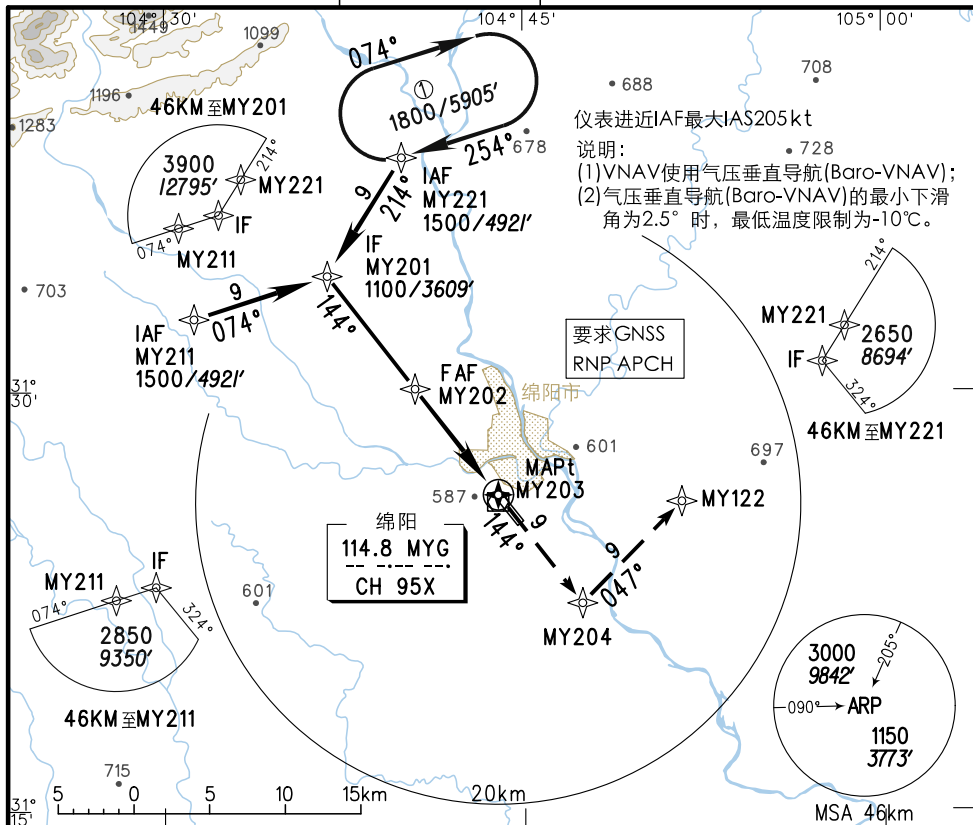 104° 30′
104° 45′
105° 00′
1449
1099
074°
1
1800/5905′
254°
688
708
678
728
1196
1283
46KM至MY201
3900
12795′
214°
MY221
IF
MY211
074°
仪表进近IAF最大IAS205kt
说明：
(1)VNAV使用气压垂直导航(Baro-VNAV)；
(2)气压垂直导航(Baro-VNAV)的最小下滑
角为2.5° 时，最低温度限制为-10℃。
9
214°
IAF
MY221
1500/4921′
IF
MY201
1100/3609′
703
9
074°
144°
IAF
MY211
1500/4921′
要求GNSS
RNP APCH
214°
MY221
2650
IF
8694′
324°
46KM至MY221
31°
30′
FAF
MY202
绵阳市
601
697
MAPt
MY203
587
9
144°
MY122
绵阳
114.8 MYG
-- -·-- --·
CH 95X
9
047°
MY204
601
IF
MY211
074°
324°
2850
9350′
46KM至MY211
3000
9842′
205°
090°
ARP
1150
3773′
MSA 46km
715
5 0 5 10 15km
20km
31°
15′